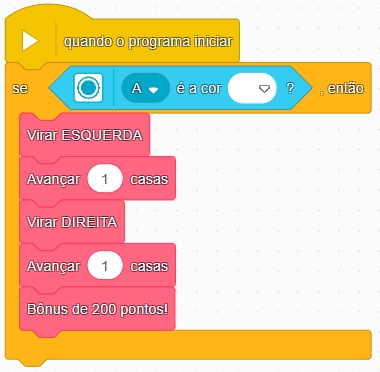 quando o programa iniciar
se A é a cor ? , então
Virar ESQUERDA
Avançar 1 casas
Virar DIREITA
Avançar 1 casas
Bônus de 200 pontos!